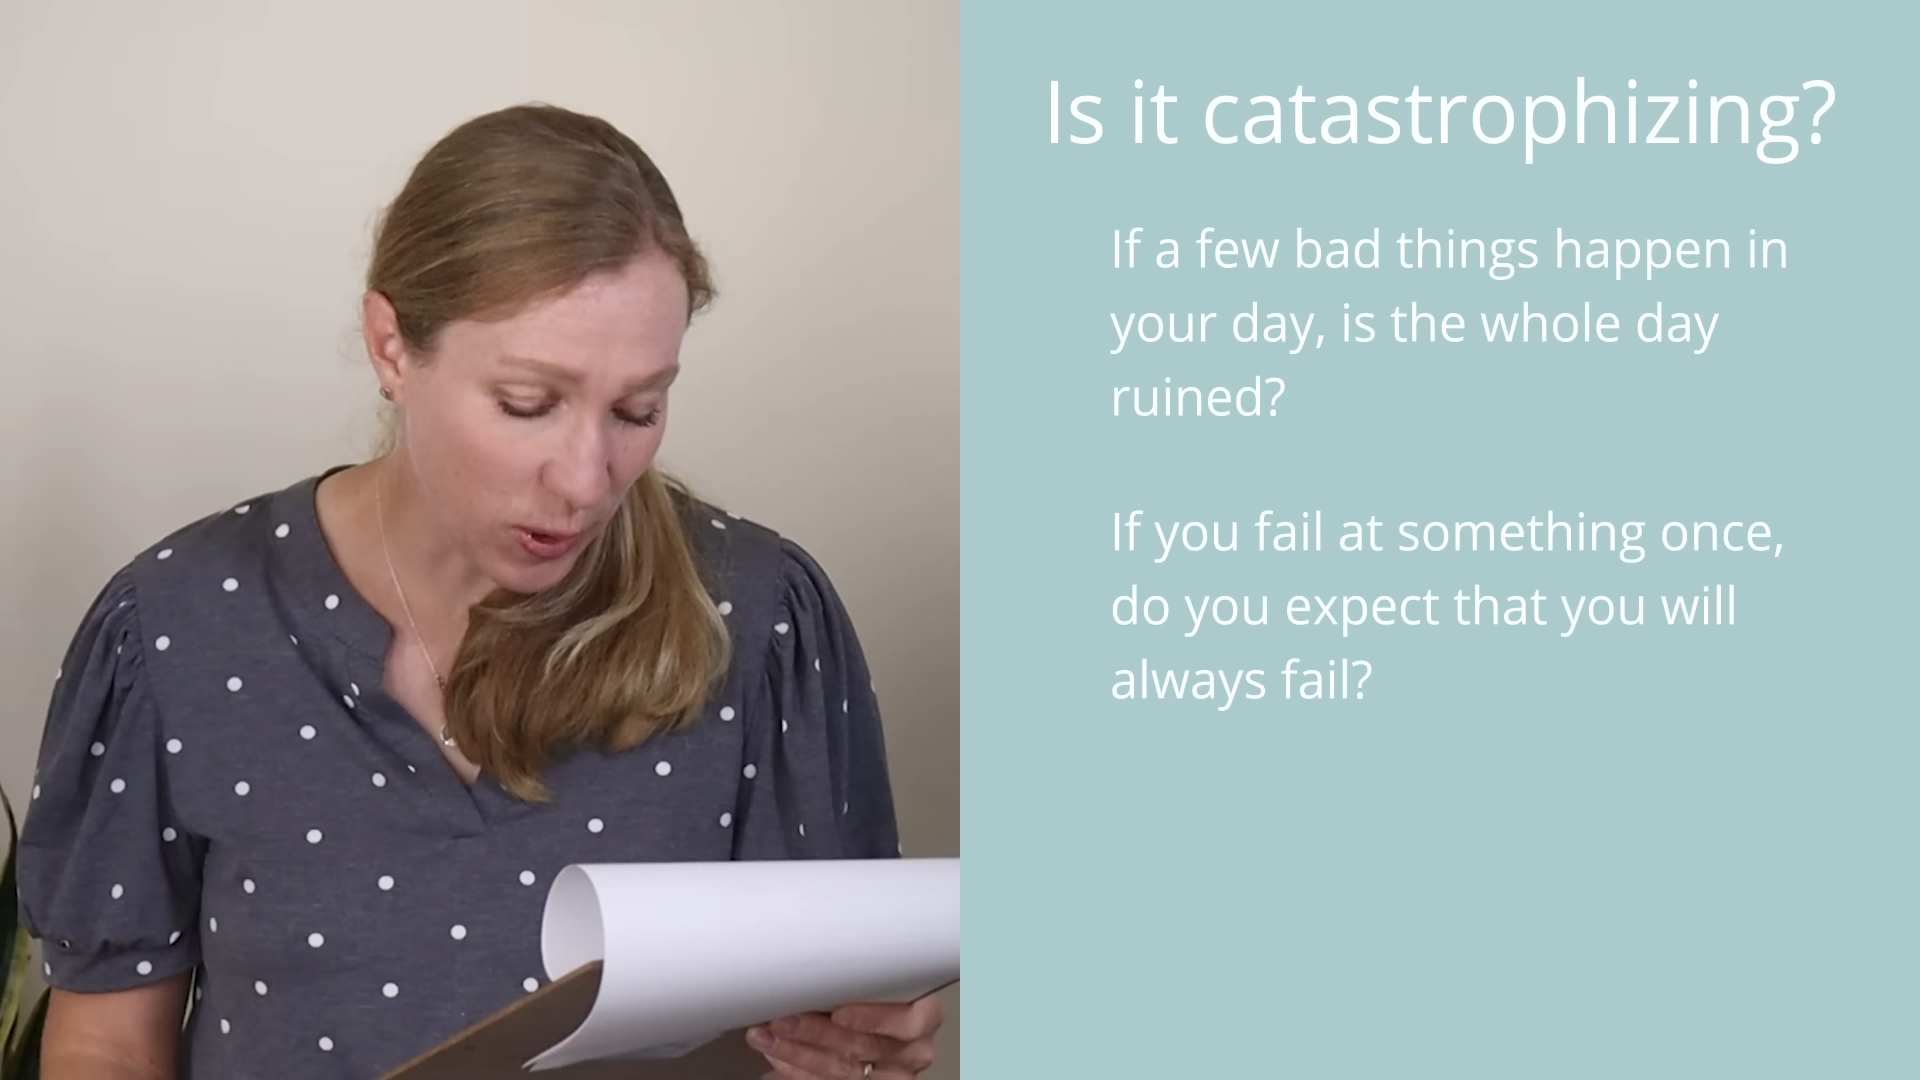 Is it catastrophizing?
If a few bad things happen in
your day, is the whole day
ruined?
If you fail at something once,
do you expect that you will
always fail?